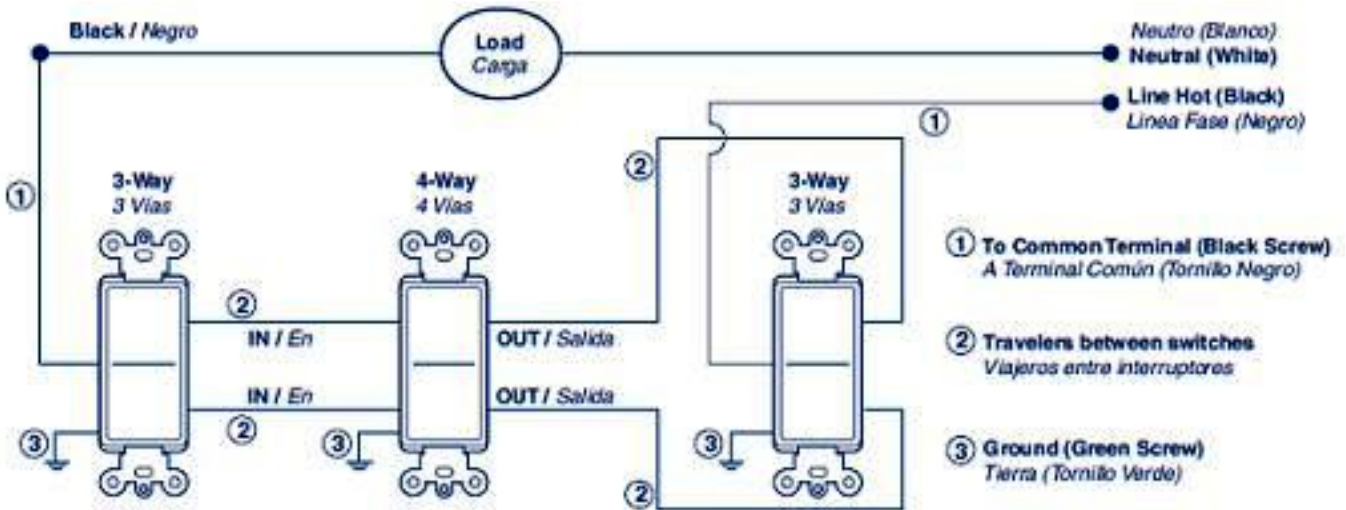 Black / Negro
Load
Carga
Neutro (Blanco)
Neutral (White)
Line Hot (Black)
Linea Fase (Negro)
1
2
1
3-Way
3 Vías
4-Way
4 Vías
3-Way
3 Vías
2
IN / En
OUT / Salida
IN / En
OUT / Salida
2
3
3
3
2
1 To Common Terminal (Black Screw)
A Terminal Común (Tornillo Negro)
2 Travelers between switches
Viajeros entre interruptores
3 Ground (Green Screw)
Tierra (Tornillo Verde)